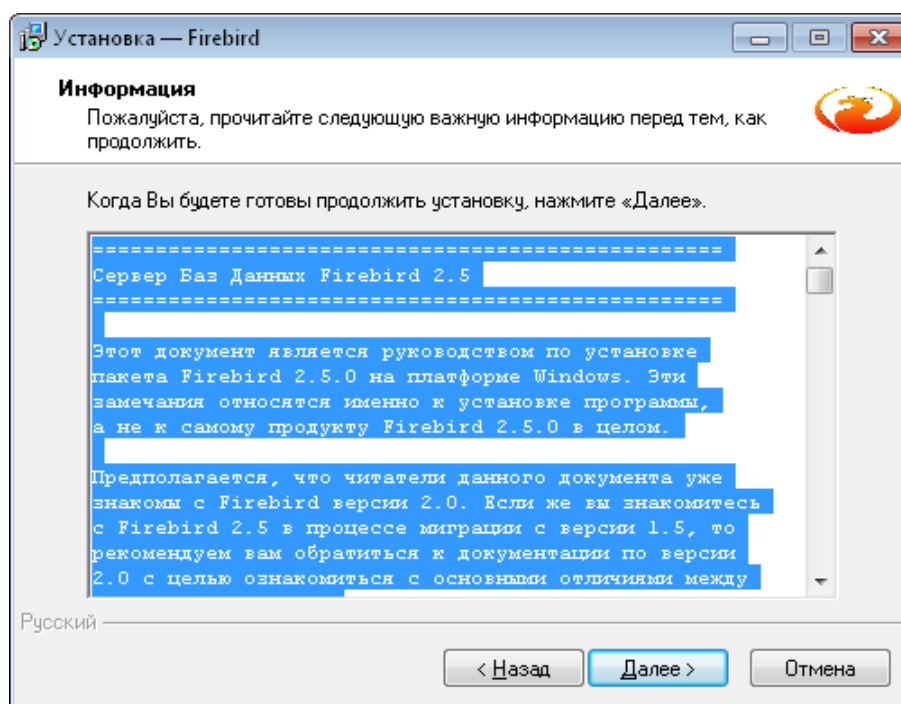 Установка — Firebird
Информация
Пожалуйста, прочитайте следующую важную информацию перед тем, как
продолжить.
Когда Вы будете готовы продолжить установку, нажмите «Далее».
==================================================
Сервер Баз Данных Firebird 2.5
==================================================
Этот документ является руководством по установке
пакета Firebird 2.5.0 на платформе Windows. Эти
замечания относятся именно к установке программы,
а не к самому продукту Firebird 2.5.0 в целом.
Предполагается, что читатели данного документа уже
знакомы с Firebird версии 2.0. Если же вы знакомитесь
с Firebird 2.5 в процессе миграции с версии 1.5, то
рекомендуем вам обратиться к документации по версии
2.0 с целью ознакомиться с основными отличиями между
Русский
< Назад
Далее >
Отмена